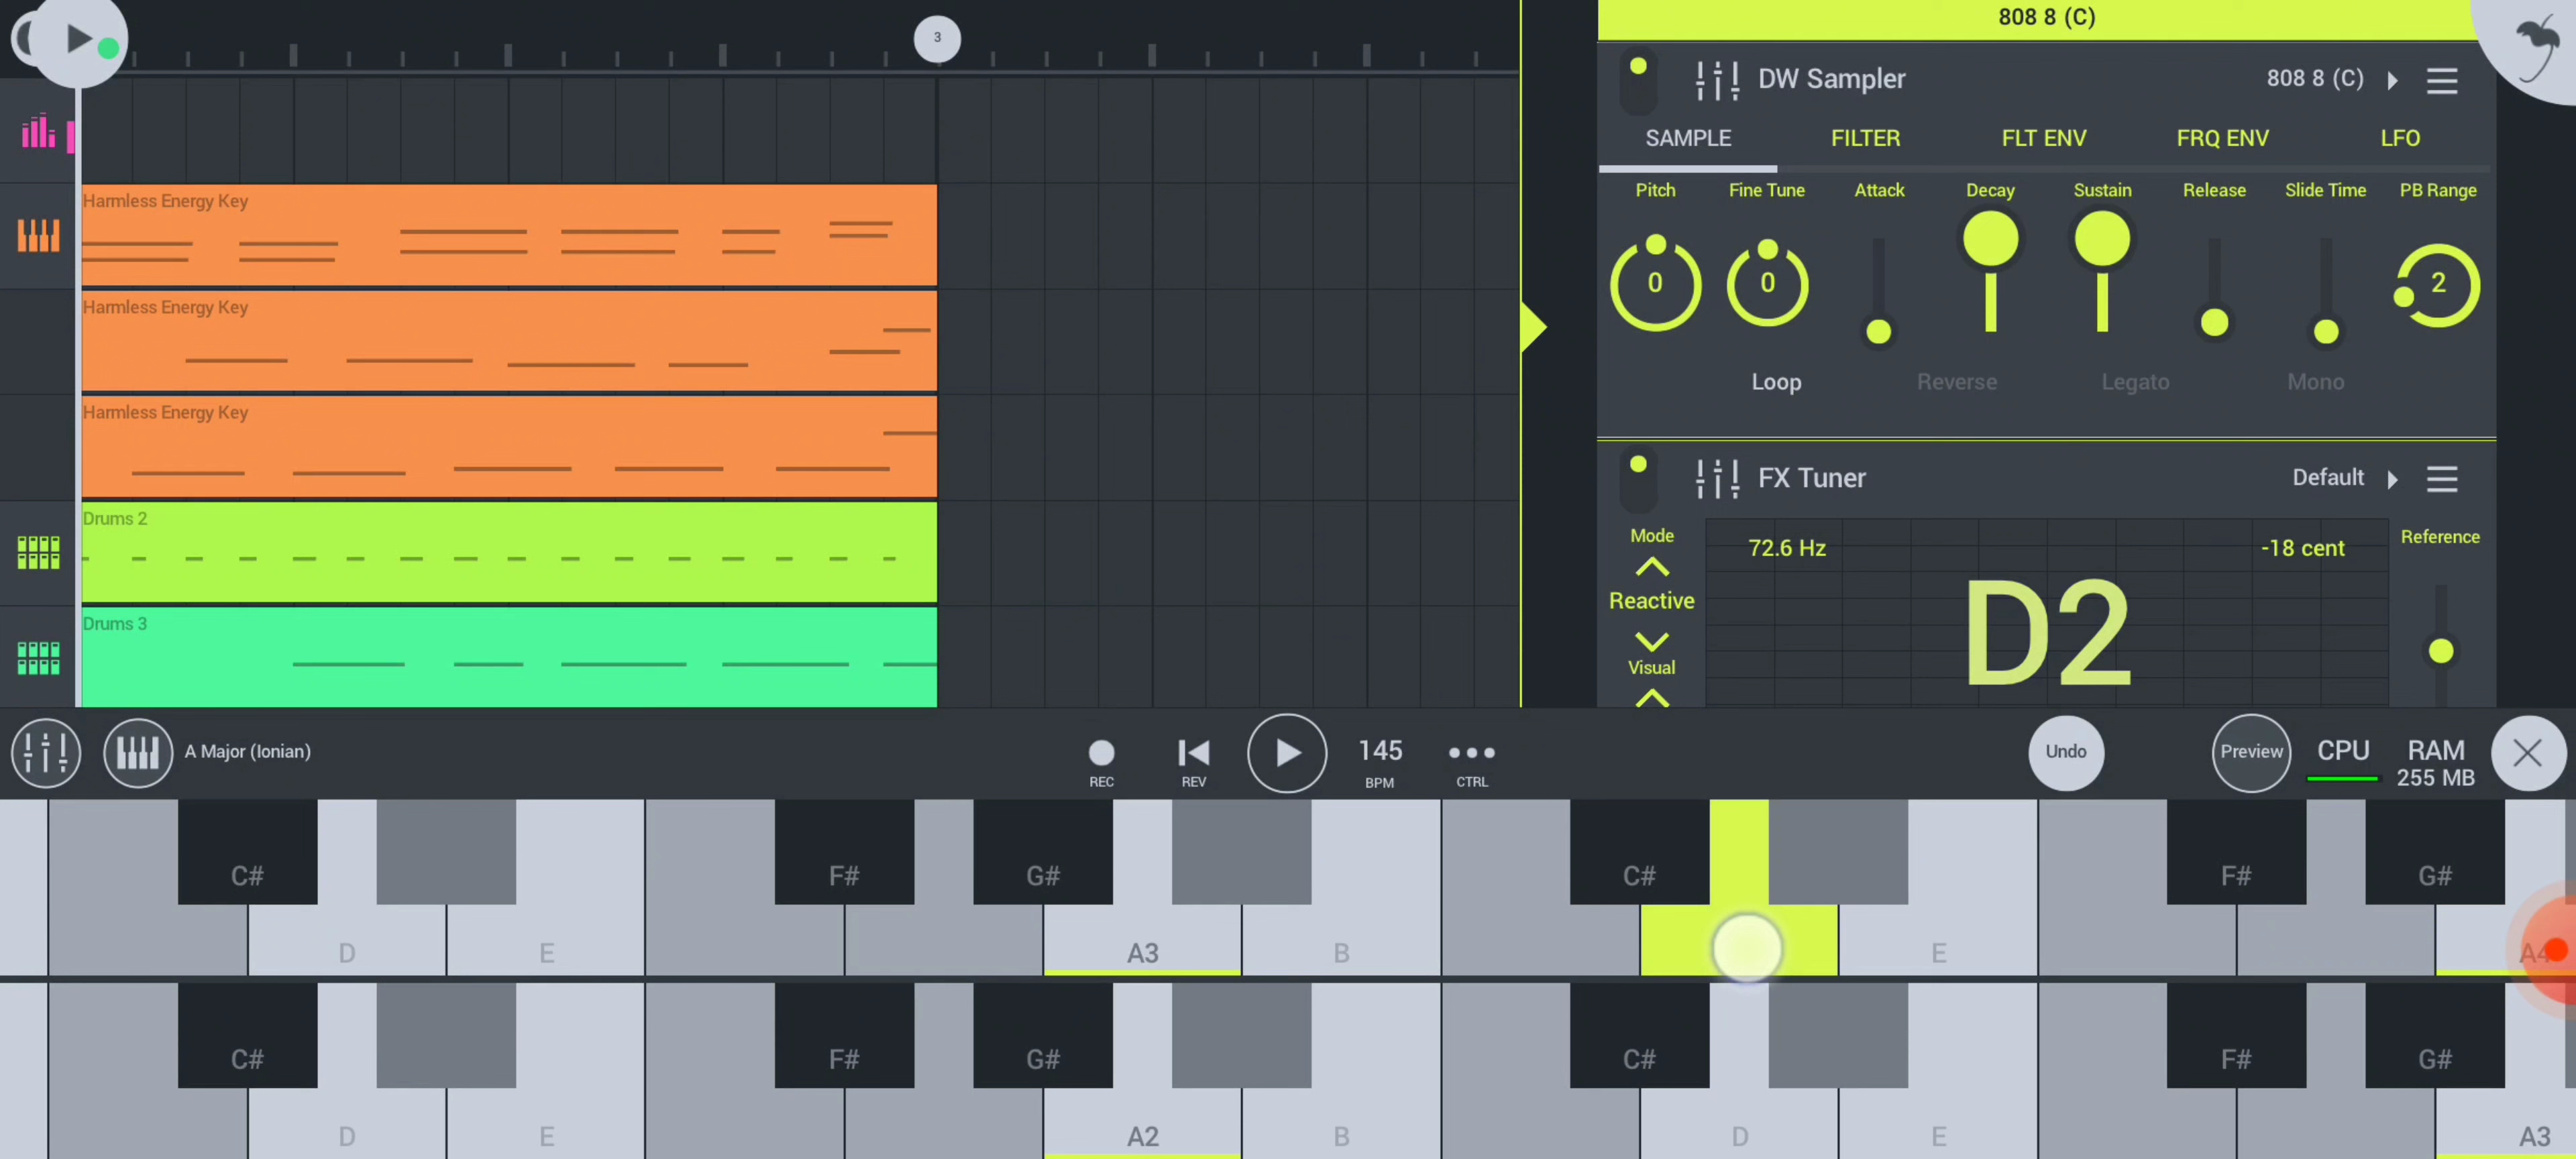 3
808 8 (C)
DW Sampler
808 8 (C)
SAMPLE FILTER FLT ENV FRQ ENV LFO
Pitch Fine Tune Attack Decay Sustain Release Slide Time PB Range
0 0 2
Loop Reverse Legato Mono
Harmless Energy Key
Harmless Energy Key
Harmless Energy Key
Drums 2
Drums 3
FX Tuner
Default
Mode
Reactive
Visual
72.6 Hz
-18 cent
D2
Reference
A Major (Ionian)
REC
REV
145
BPM
CTRL
Undo
Preview
CPU
RAM
255 MB
C# F# G# C# F# G#
D E A3 B E A4
C# F# G# C# F# G#
D E A2 B D E A3